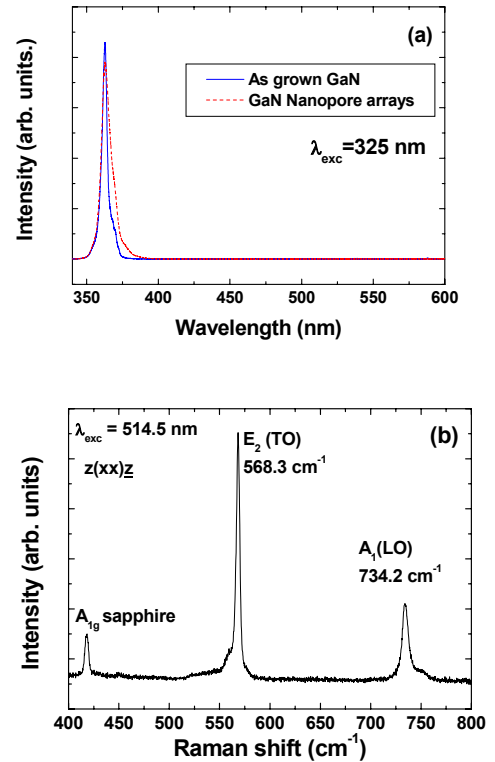 (a)
As grown GaN
GaN Nanopore arrays
λexc=325 nm
Intensity (arb. units.)
350 400 450 500 550 600
Wavelength (nm)
(b)
λexc = 514.5 nm
z(xx)z
E2 (TO)
568.3 cm-1
A1(LO)
734.2 cm-1
A1g sapphire
Intensity (arb. units)
400 450 500 550 600 650 700 750 800
Raman shift (cm-1)